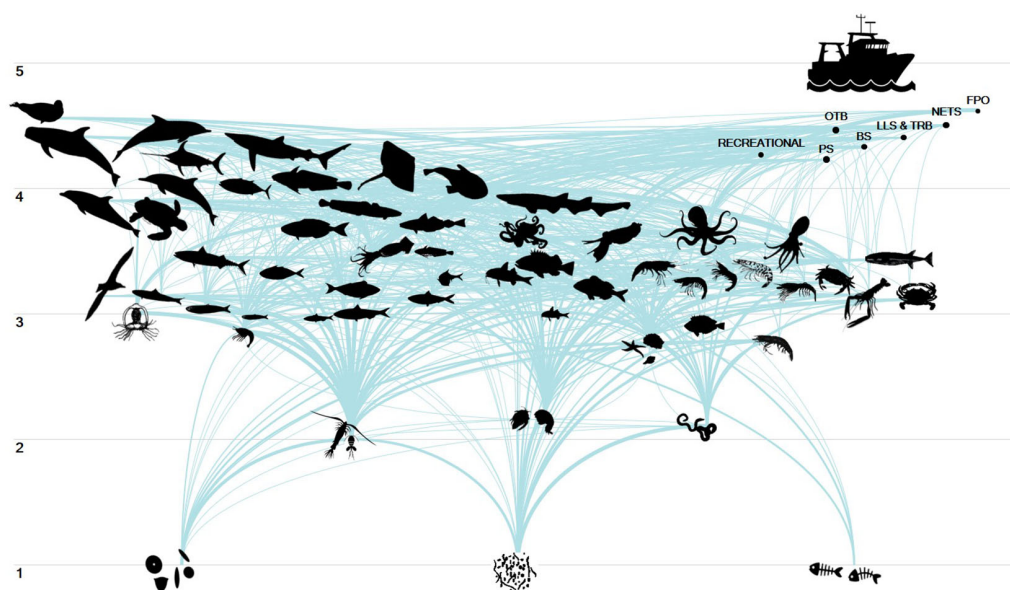 5
FPO
NETS
OTB
LLS & TRB
BS
RECREATIONAL
PS
4
3
2
1